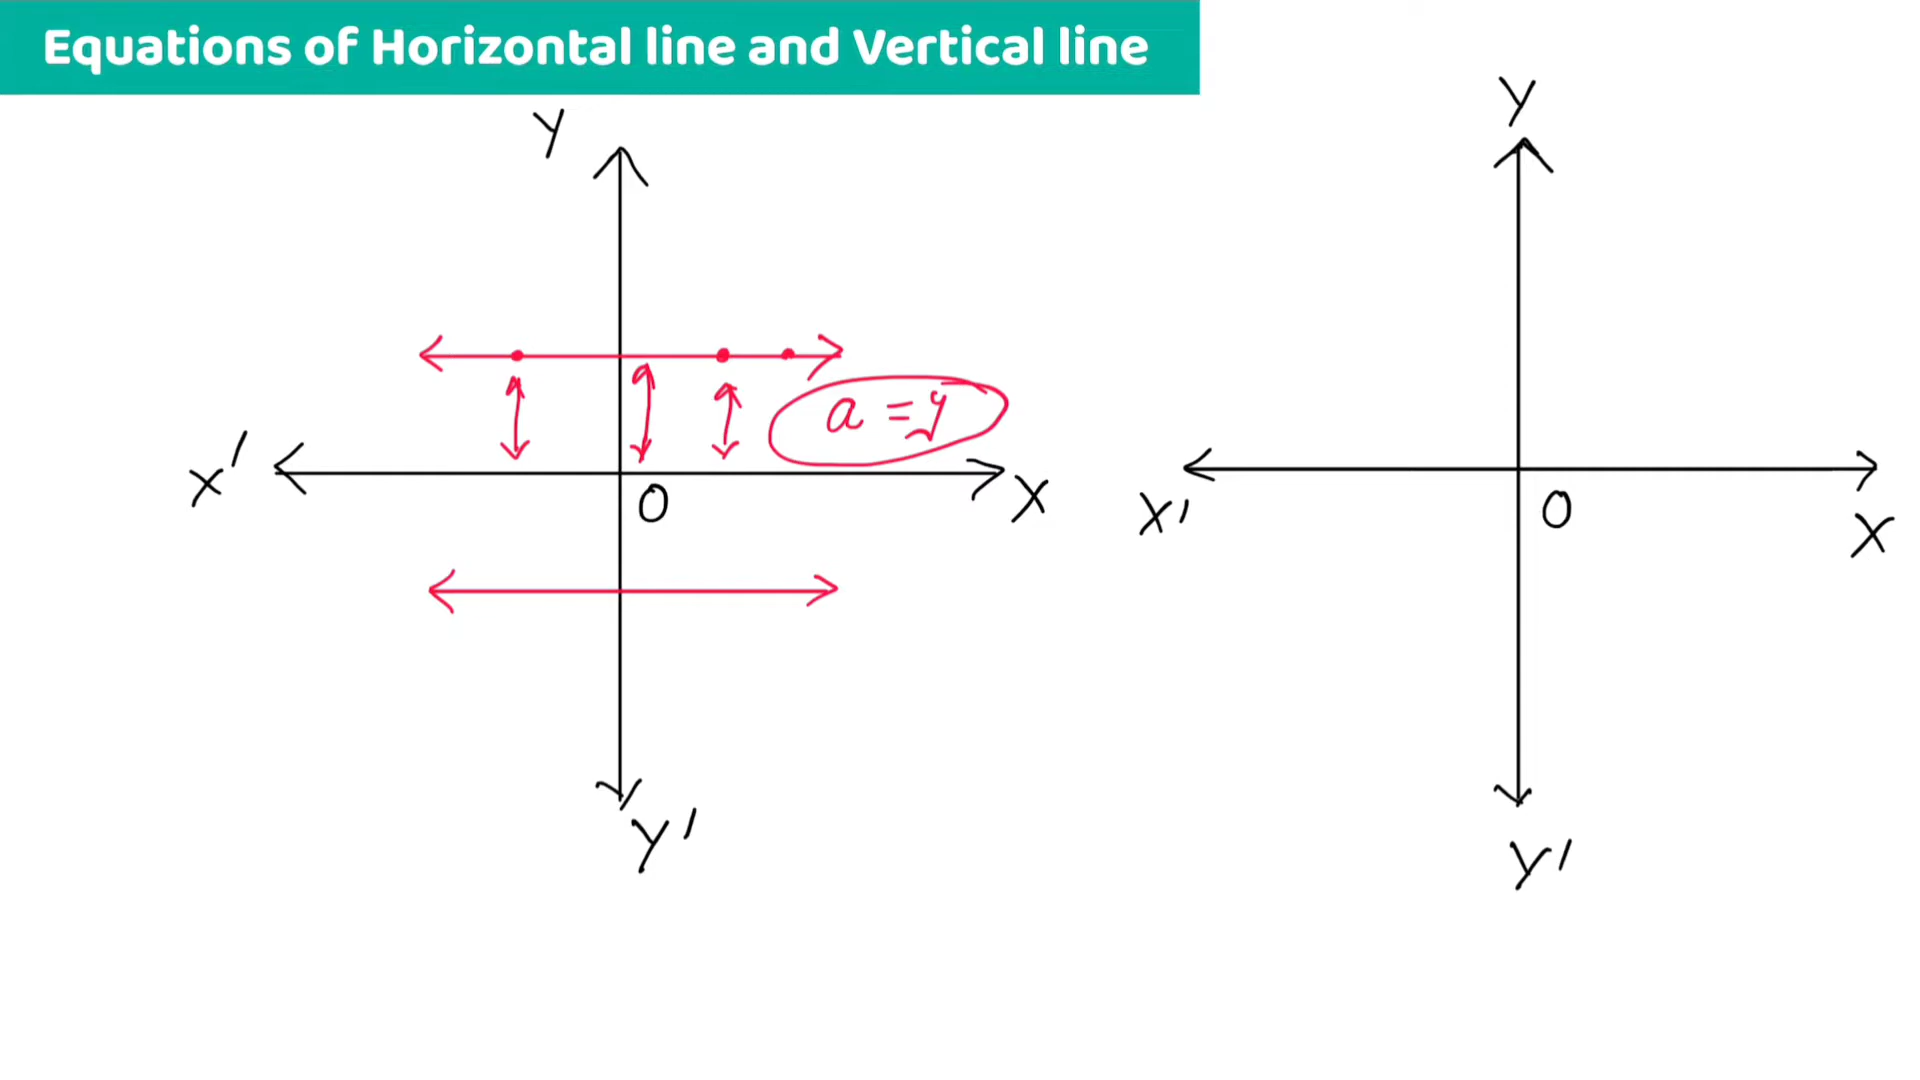 Equations of Horizontal line and Vertical line
Y
a = y
X'
O
X
Y'
Y
X'
O
X
Y'